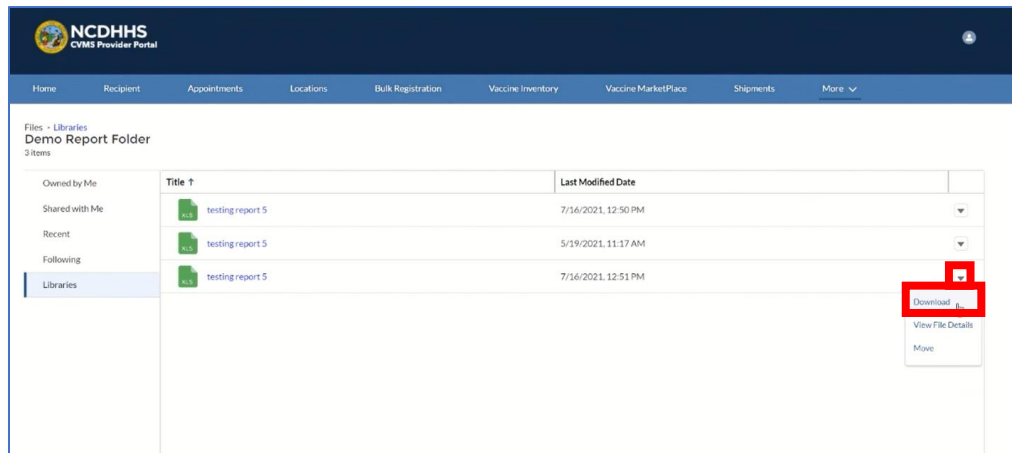 NCDHHS
CVMS Provider Portal
Home Recipient Appointments Locations Bulk Registration Vaccine Inventory Vaccine MarketPlace Shipments More
Files > Libraries
Demo Report Folder
3 items
Owned by Me
Shared with Me
Recent
Following
Libraries
Title ↑ Last Modified Date
XLS testing report 5 7/16/2021, 12:50 PM
XLS testing report 5 5/19/2021, 11:17 AM
XLS testing report 5 7/16/2021, 12:51 PM
Download
View File Details
Move